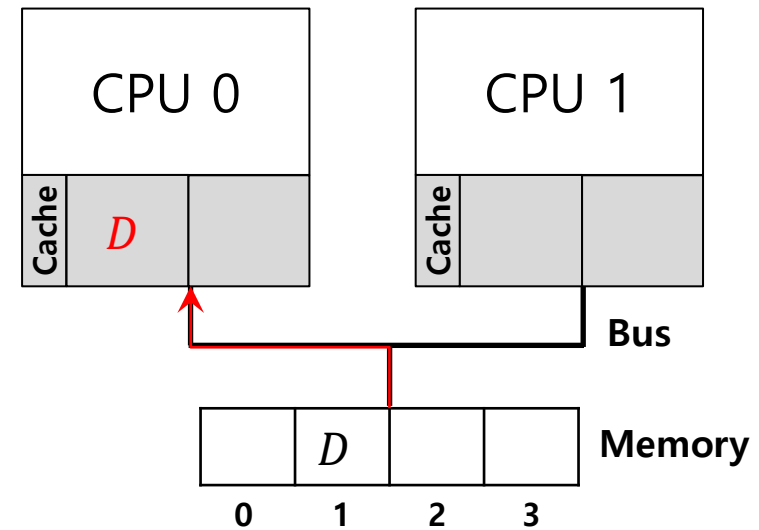 CPU 0
CPU 1
Cache
D
Cache
Bus
D
Memory
0 1 2 3